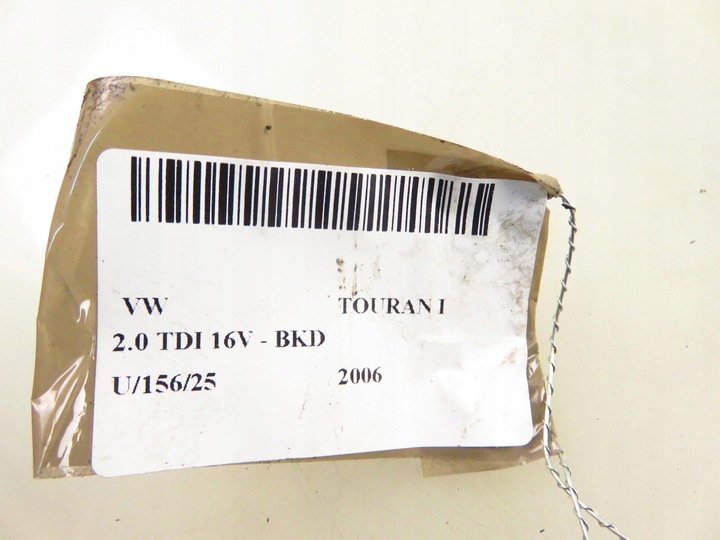 VW TOURAN I
2.0 TDI 16V - BKD
U/156/25 2006